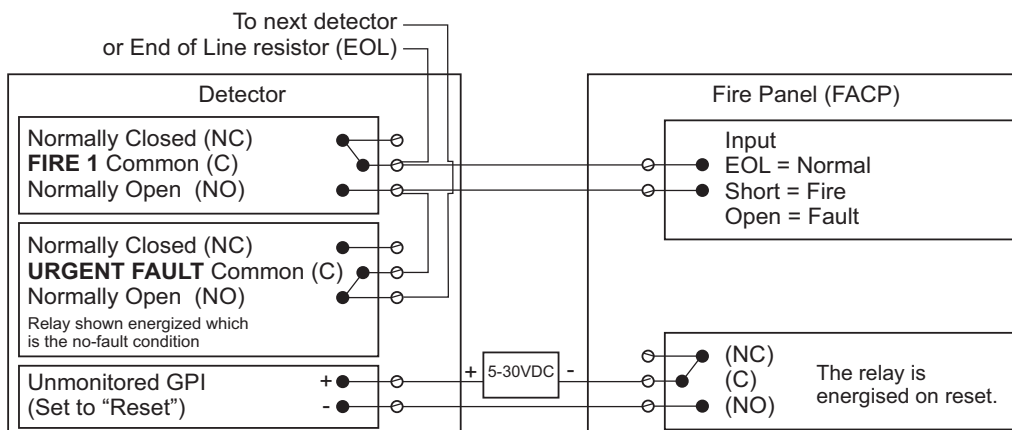 To next detector
or End of Line resistor (EOL)
Detector
Normally Closed (NC)
FIRE 1 Common (C)
Normally Open (NO)
Normally Closed (NC)
URGENT FAULT Common (C)
Normally Open (NO)
Relay shown energized which
is the no-fault condition
Unmonitored GPI
(Set to “Reset”)
+
-
+ 5-30VDC -
Fire Panel (FACP)
Input
EOL = Normal
Short = Fire
Open = Fault
(NC)
(C)
(NO)
The relay is
energised on reset.